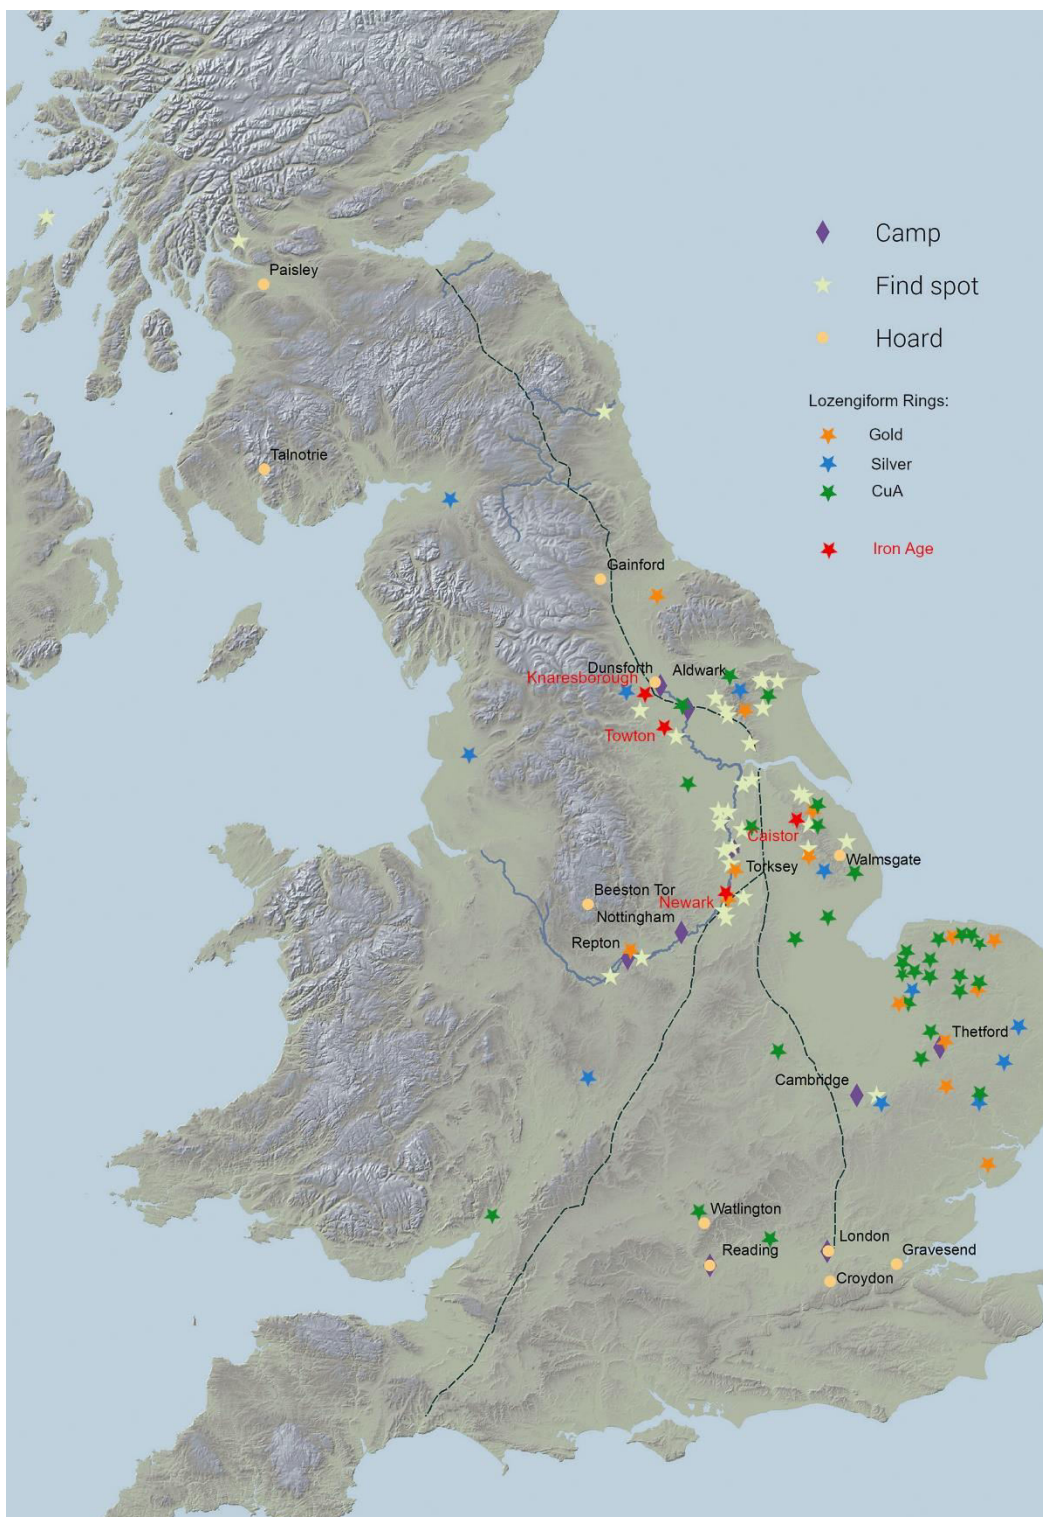 Camp
Find spot
Paisley
Hoard
Lozengiform Rings:
Gold
Talnotrie
Silver
CuA
Iron Age
Gainford
Dunsforth
Aldwark
Knaresborough
Towton
Caistor
Walmsgate
Torksey
Beeston Tor
Newark
Nottingham
Repton
Thetford
Cambridge
Watlington
London
Reading
Gravesend
Croydon